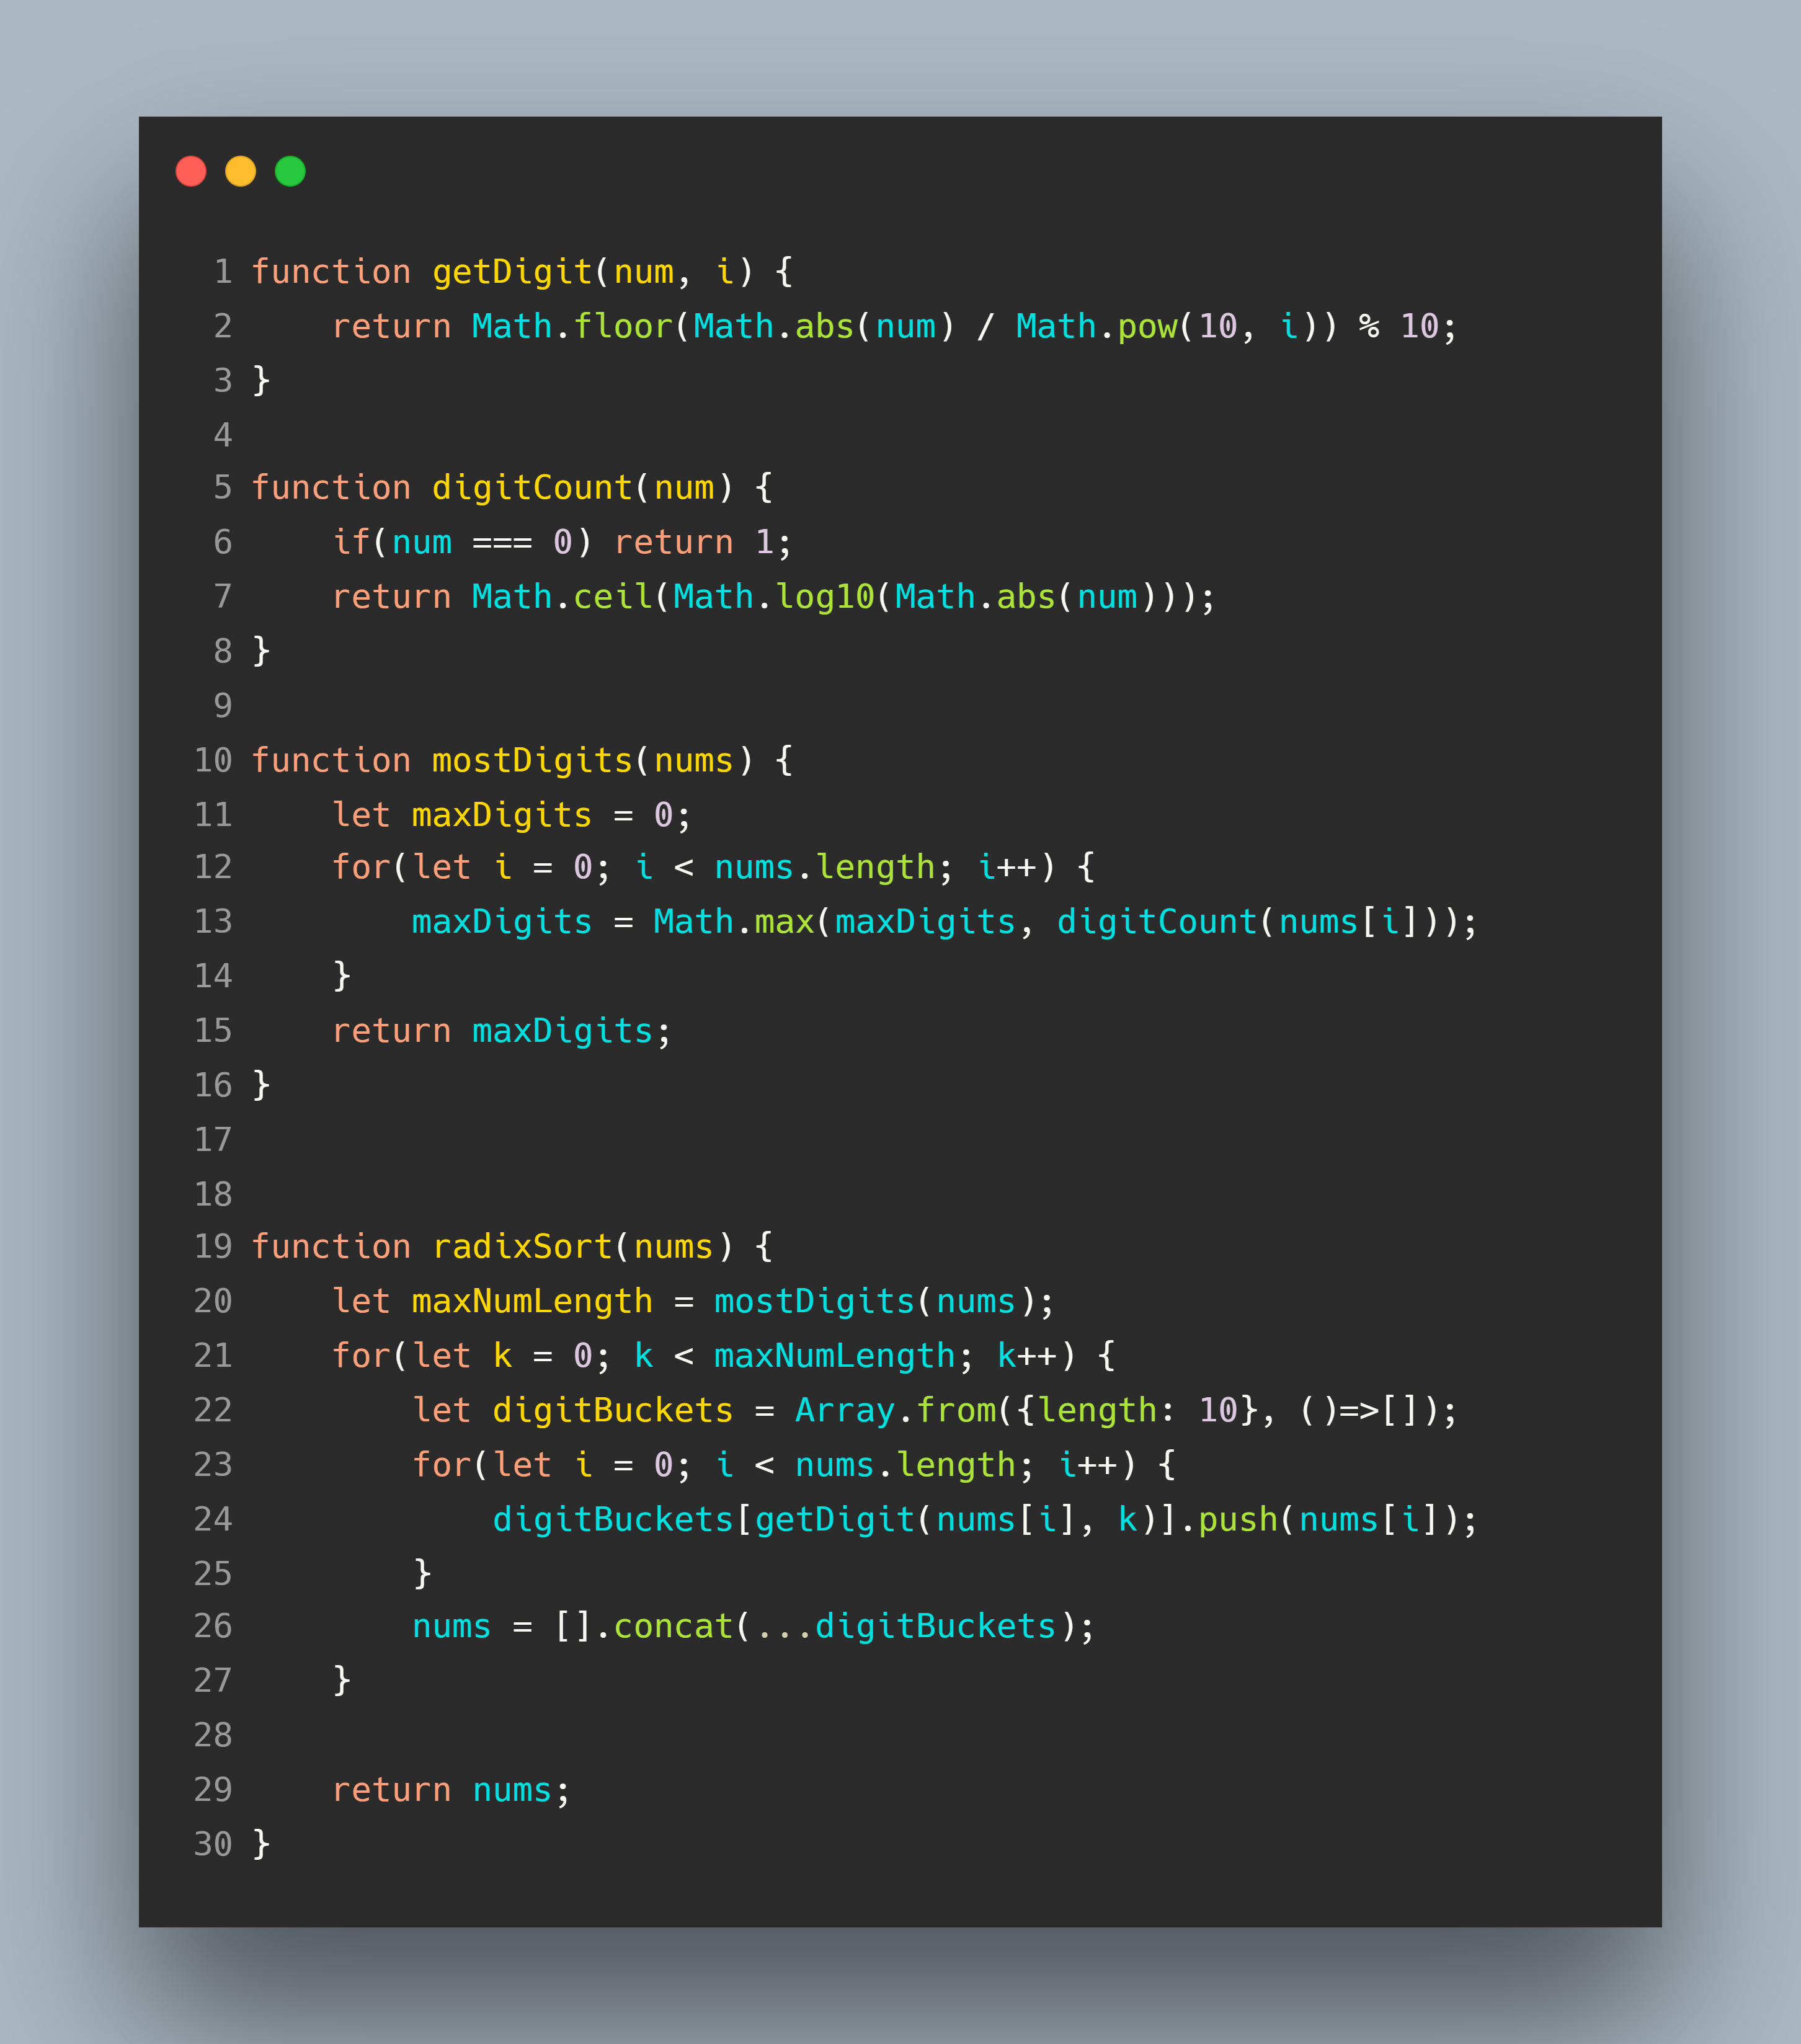 1 function getDigit(num, i) {
2     return Math.floor(Math.abs(num) / Math.pow(10, i)) % 10;
3 }
4
5 function digitCount(num) {
6     if(num === 0) return 1;
7     return Math.ceil(Math.log10(Math.abs(num)));
8 }
9
10 function mostDigits(nums) {
11     let maxDigits = 0;
12     for(let i = 0; i < nums.length; i++) {
13         maxDigits = Math.max(maxDigits, digitCount(nums[i]));
14     }
15     return maxDigits;
16 }
17
18
19 function radixSort(nums) {
20     let maxNumLength = mostDigits(nums);
21     for(let k = 0; k < maxNumLength; k++) {
22         let digitBuckets = Array.from({length: 10}, ()=>[]);
23         for(let i = 0; i < nums.length; i++) {
24             digitBuckets[getDigit(nums[i], k)].push(nums[i]);
25         }
26         nums = [].concat(...digitBuckets);
27     }
28
29     return nums;
30 }